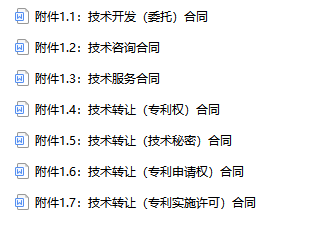 附件1.1：技术开发（委托）合同
附件1.2：技术咨询合同
附件1.3：技术服务合同
附件1.4：技术转让（专利权）合同
附件1.5：技术转让（技术秘密）合同
附件1.6：技术转让（专利申请权）合同
附件1.7：技术转让（专利实施许可）合同